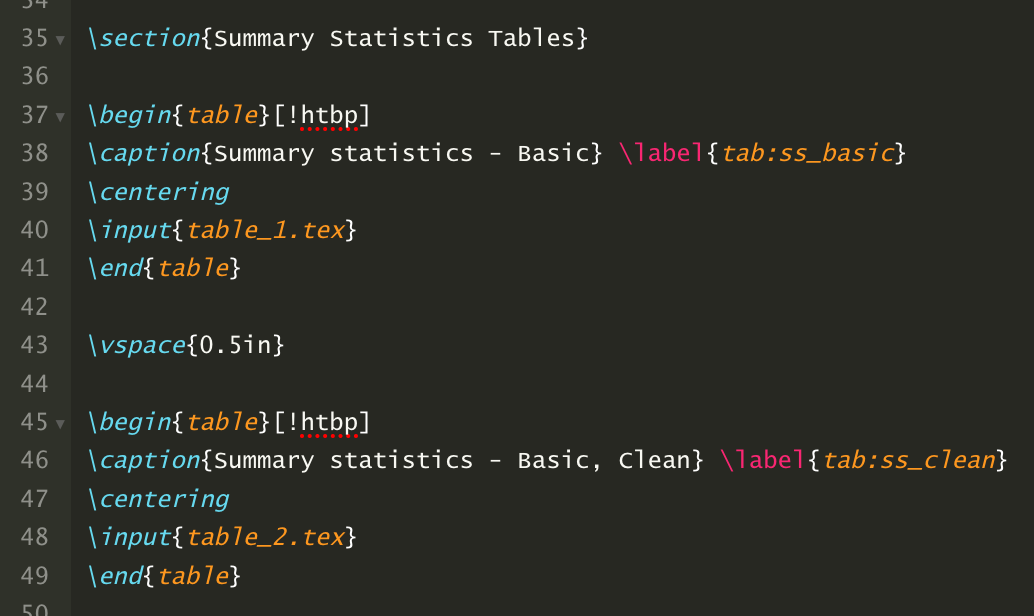 34
35 \section{Summary Statistics Tables}
36
37 \begin{table}[!htbp]
38 \caption{Summary statistics - Basic} \label{tab:ss_basic}
39 \centering
40 \input{table_1.tex}
41 \end{table}
42
43 \vspace{0.5in}
44
45 \begin{table}[!htbp]
46 \caption{Summary statistics - Basic, Clean} \label{tab:ss_clean}
47 \centering
48 \input{table_2.tex}
49 \end{table}
50